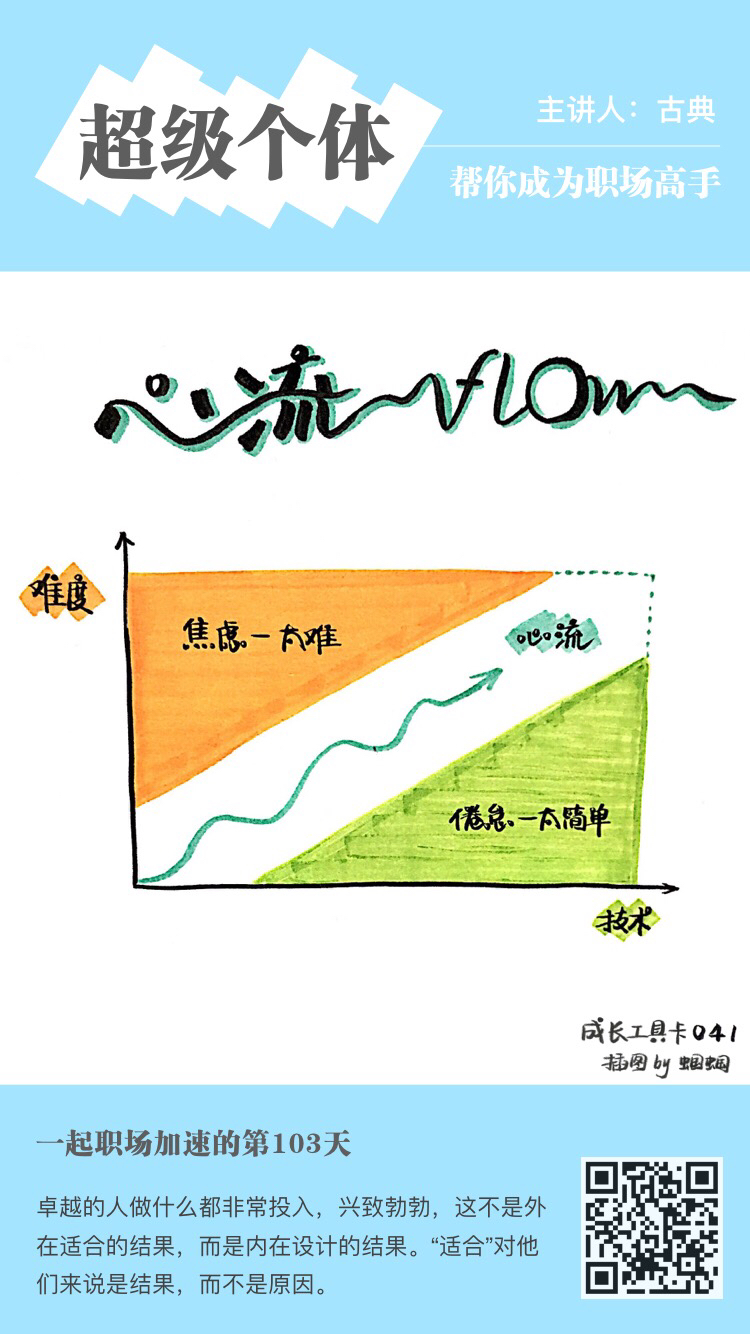 超级个体
主讲人：古典
帮你成为职场高手
心流 flow
难度
焦虑—太难
心流
倦怠—太简单
技术
成长工具卡041
插图by蝈蝈
一起职场加速的第103天
卓越的人做什么都非常投入，兴致勃勃，这不是外
在适合的结果，而是内在设计的结果。“适合”对他
们来说是结果，而不是原因。